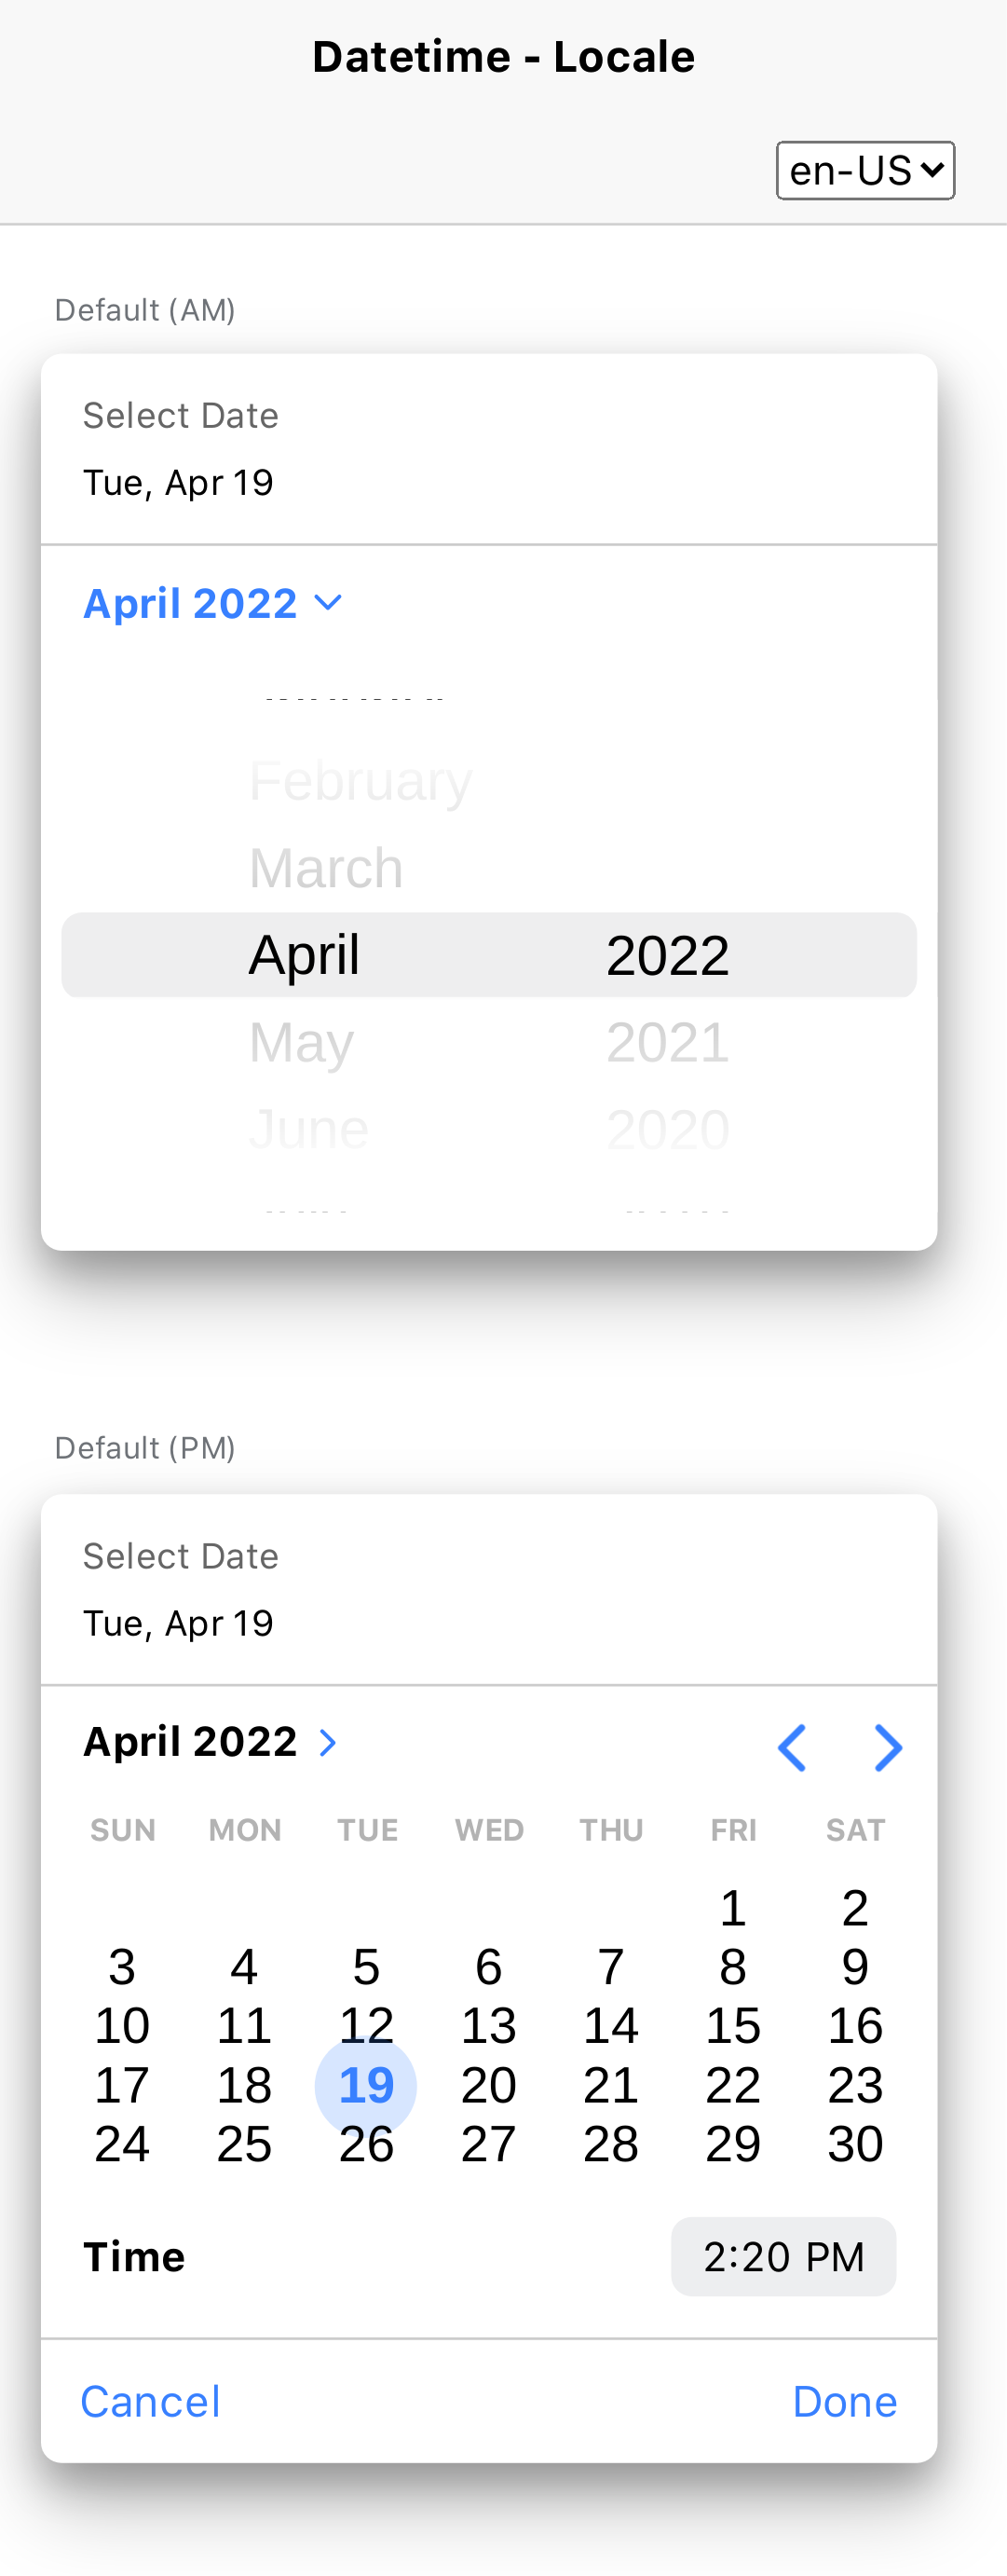 Datetime - Locale
en-US
Default (AM)
Select Date
Tue, Apr 19
April 2022
February
March
April 2022
May 2021
June 2020
Default (PM)
Select Date
Tue, Apr 19
April 2022
SUN MON TUE WED THU FRI SAT
1 2
3 4 5 6 7 8 9
10 11 12 13 14 15 16
17 18 19 20 21 22 23
24 25 26 27 28 29 30
Time 2:20 PM
Cancel Done